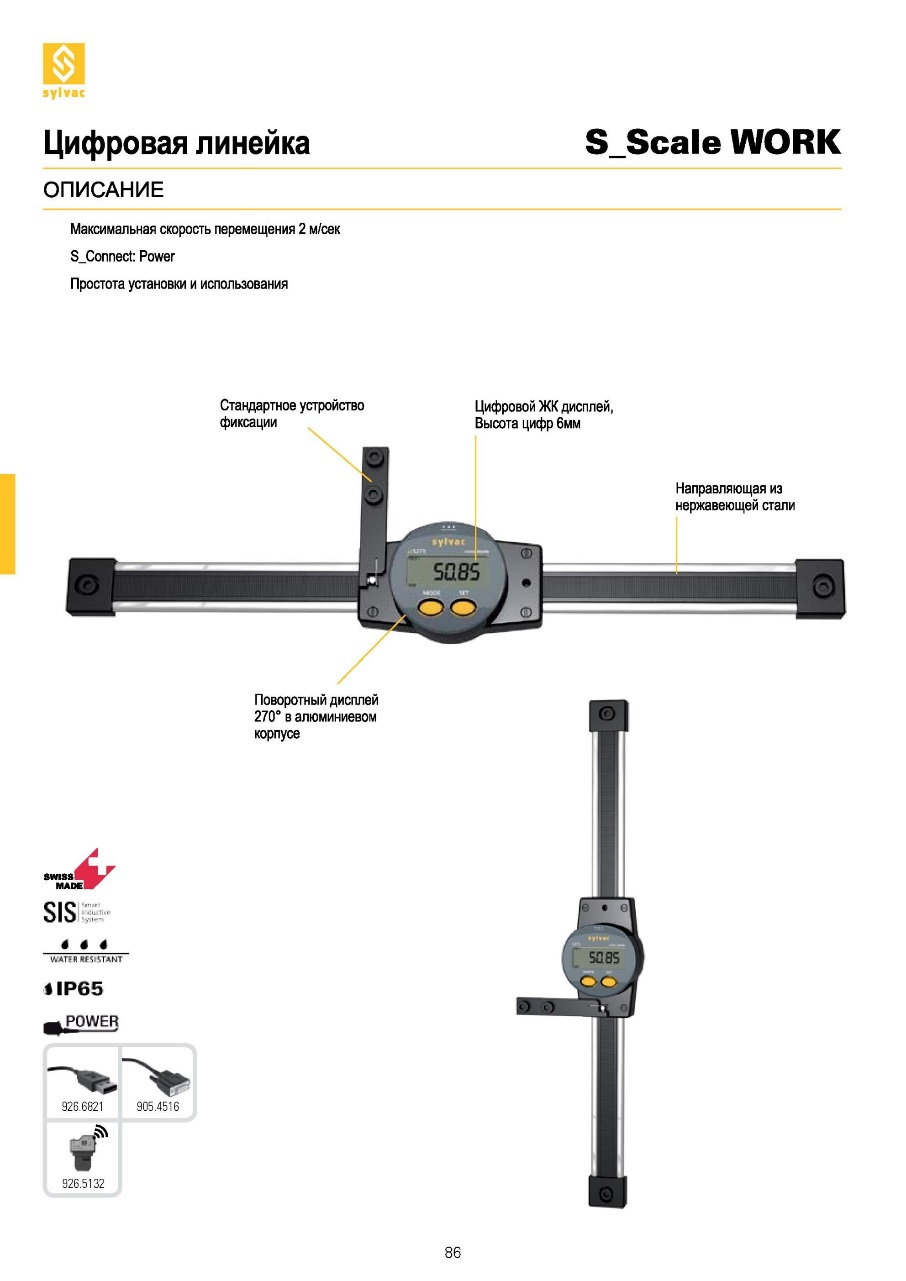 sylvac
Цифровая линейка
S_Scale WORK
ОПИСАНИЕ
Максимальная скорость перемещения 2 м/сек
S_Connect: Power
Простота установки и использования
Стандартное устройство
фиксации
Цифровой ЖК дисплей,
Высота цифр 6мм
Направляющая из
нержавеющей стали
sylvac
50.85
MODE SET
Поворотный дисплей
270° в алюминиевом
корпусе
sylvac
50.85
SWISS
MADE
SIS
Smart
Inductive
System
WATER RESISTANT
IP65
POWER
926.6821
905.4516
926.5132
86